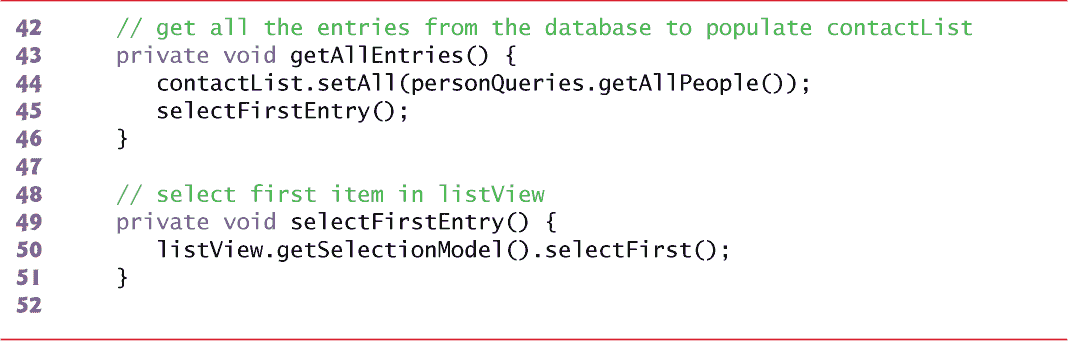 42 // get all the entries from the database to populate contactList
43 private void getAllEntries() {
44 contactList.setAll(personQueries.getAllPeople());
45 selectFirstEntry();
46 }
47
48 // select first item in listView
49 private void selectFirstEntry() {
50 listView.getSelectionModel().selectFirst();
51 }
52